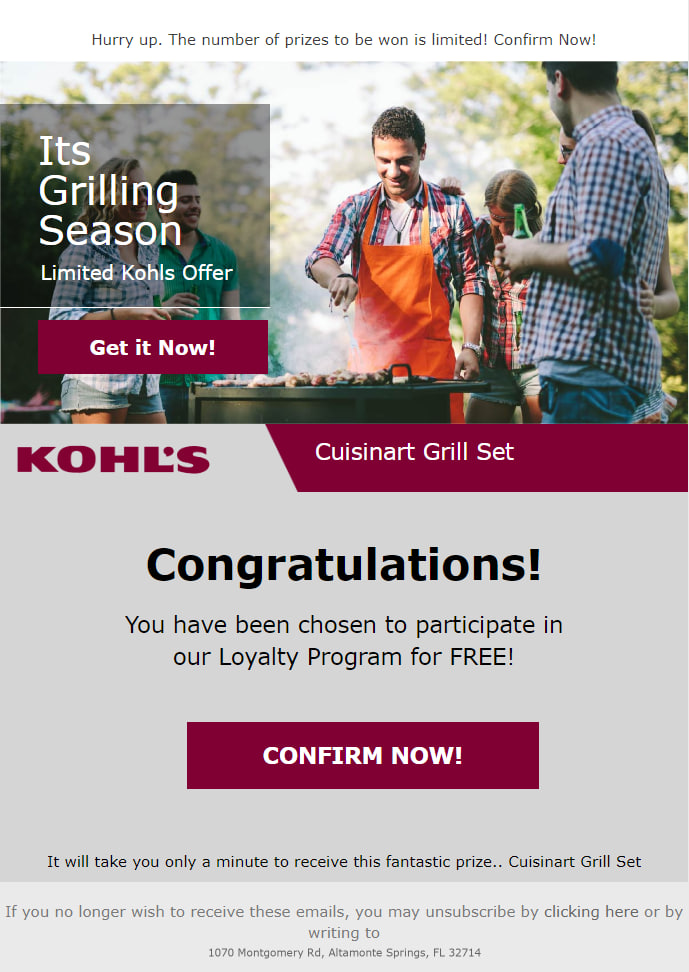 Hurry up. The number of prizes to be won is limited! Confirm Now!
Its
Grilling
Season
Limited Kohls Offer
Get it Now!
KOHL'S
Cuisinart Grill Set
Congratulations!
You have been chosen to participate in
our Loyalty Program for FREE!
CONFIRM NOW!
It will take you only a minute to receive this fantastic prize.. Cuisinart Grill Set
If you no longer wish to receive these emails, you may unsubscribe by clicking here or by
writing to
1070 Montgomery Rd, Altamonte Springs, FL 32714